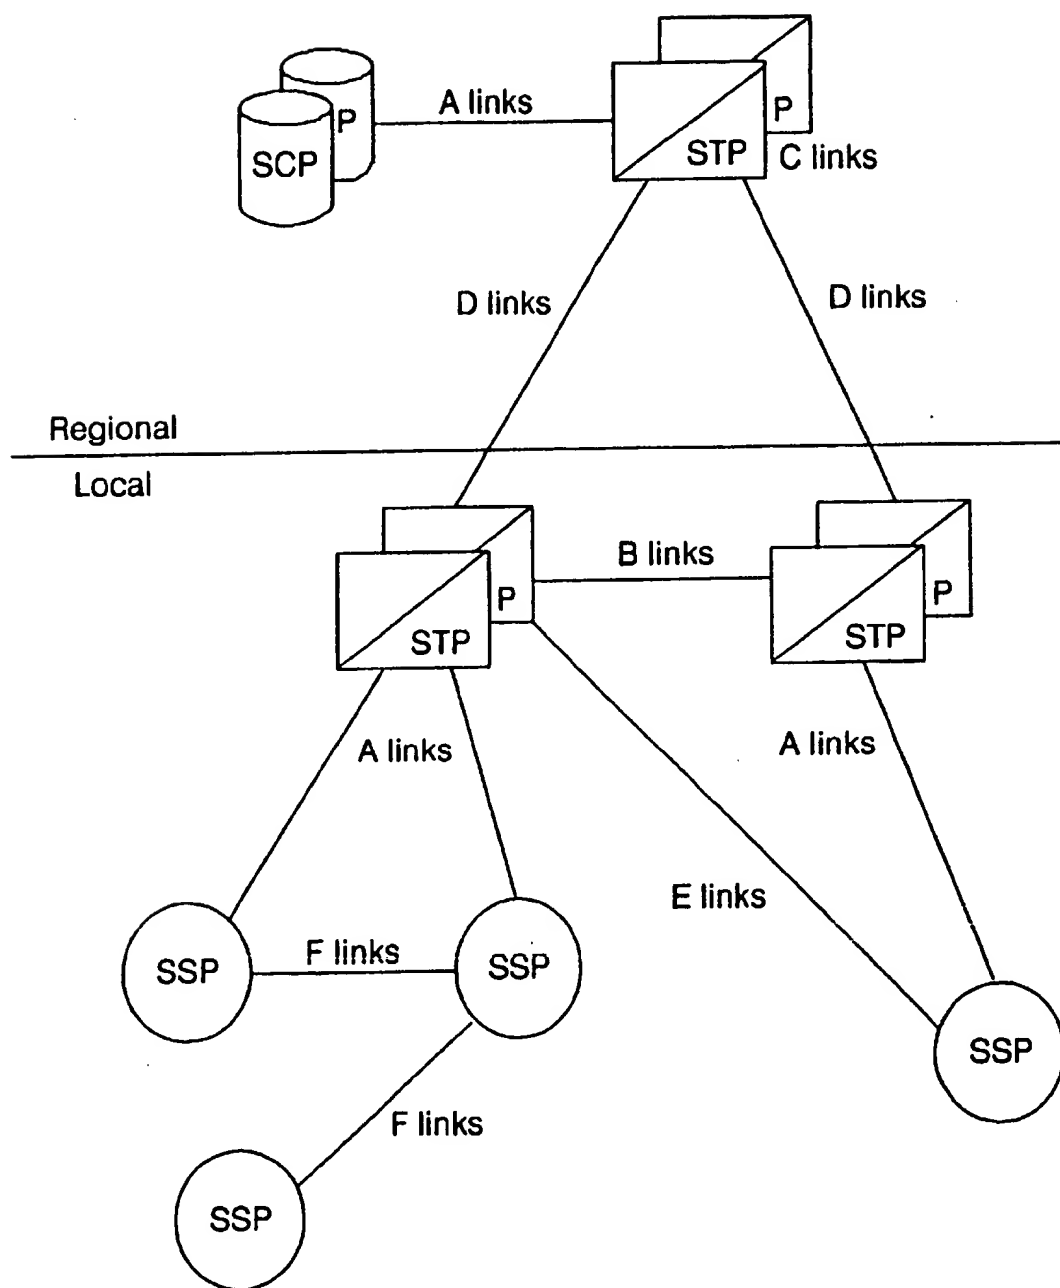 A links
P
P
SCP
STP
C links
D links
D links
Regional
Local
B links
P
P
STP
STP
A links
A links
E links
F links
SSP
SSP
SSP
F links
SSP